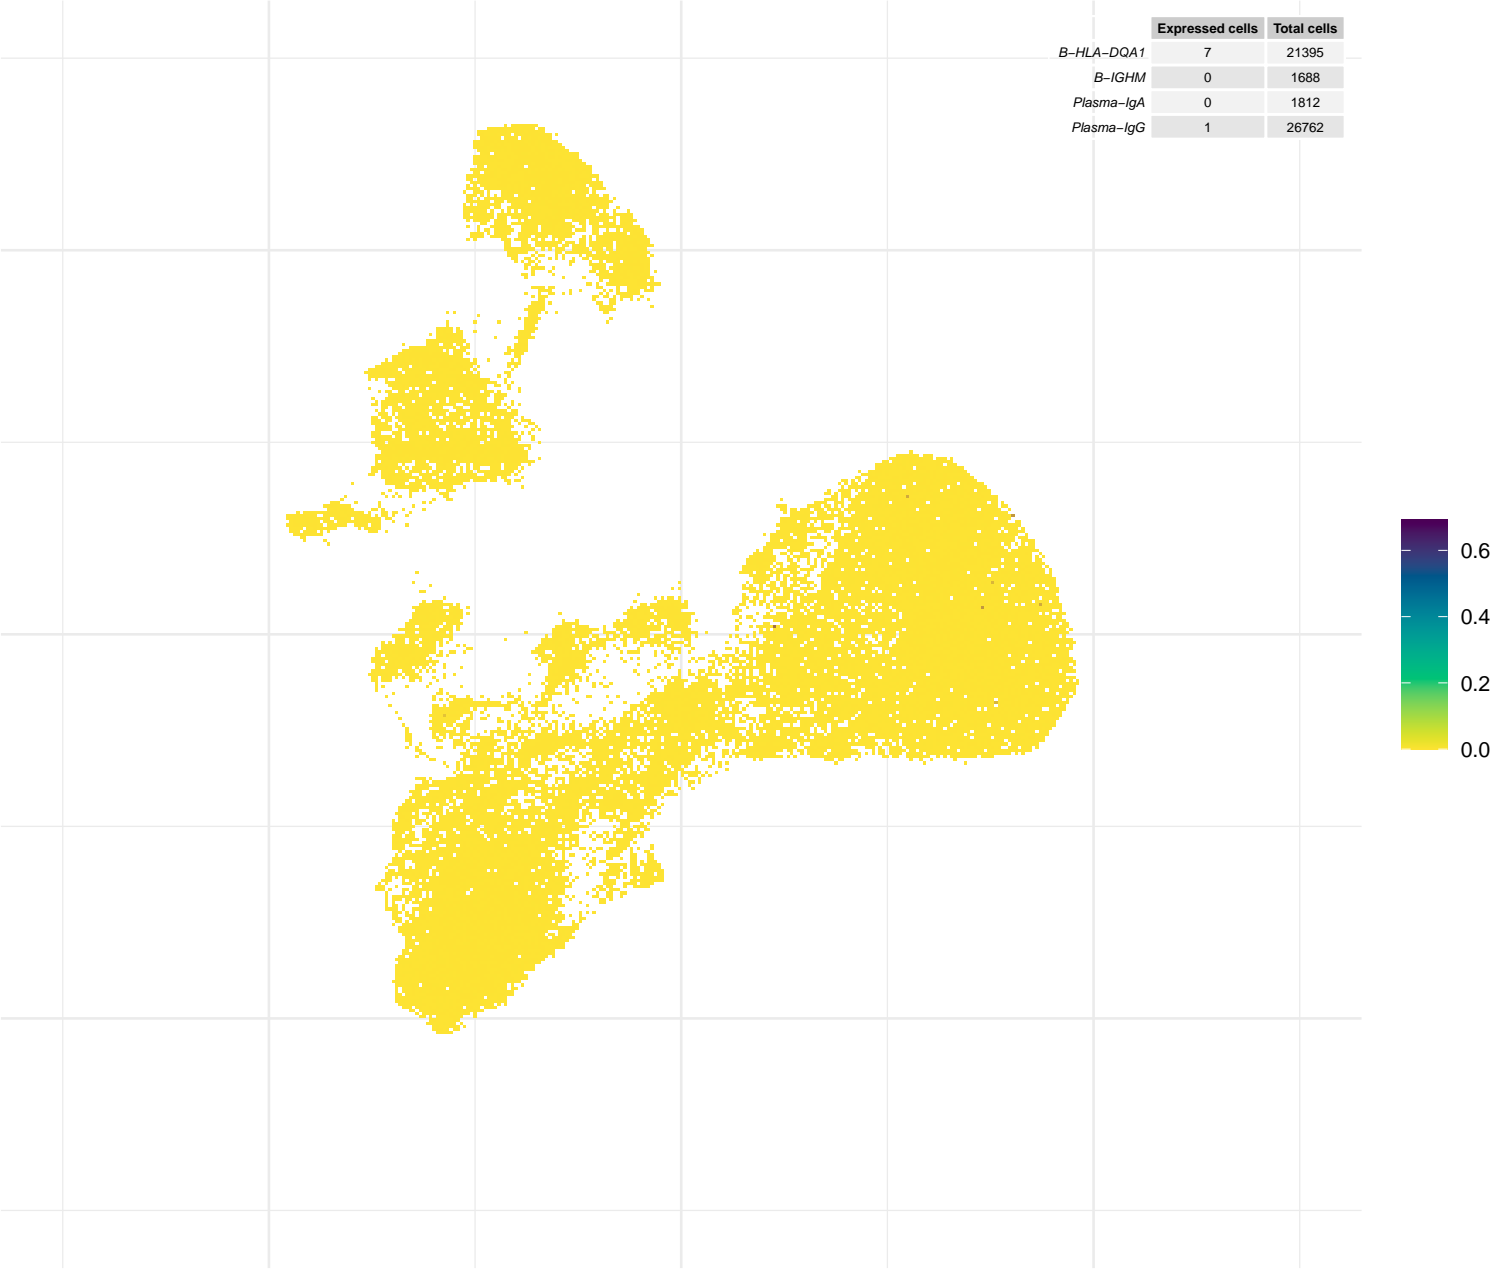 Expressed cells Total cells
B−HLA−DQA1 7 21395
B−IGHM 0 1688
Plasma−IgA 0 1812
Plasma−IgG 1 26762
0.6
0.4
0.2
0.0